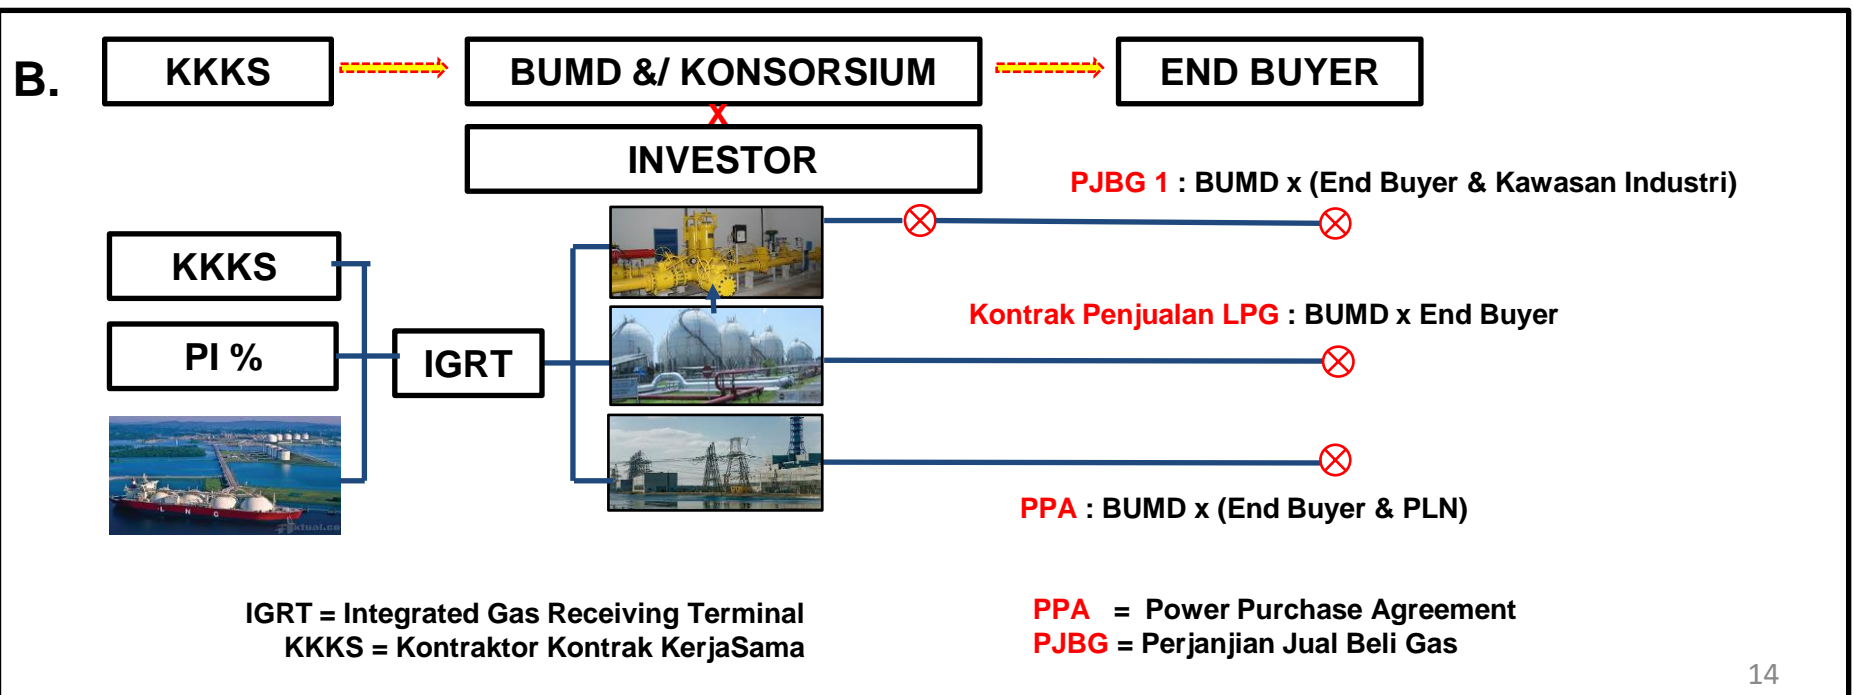 B.
KKKS
BUMD &/ KONSORSIUM
END BUYER
X
INVESTOR
PJBG 1 : BUMD x (End Buyer & Kawasan Industri)
KKKS
Kontrak Penjualan LPG : BUMD x End Buyer
PI %
IGRT
L N G
PPA : BUMD x (End Buyer & PLN)
IGRT = Integrated Gas Receiving Terminal
KKKS = Kontraktor Kontrak KerjaSama
PPA = Power Purchase Agreement
PJBG = Perjanjian Jual Beli Gas
14